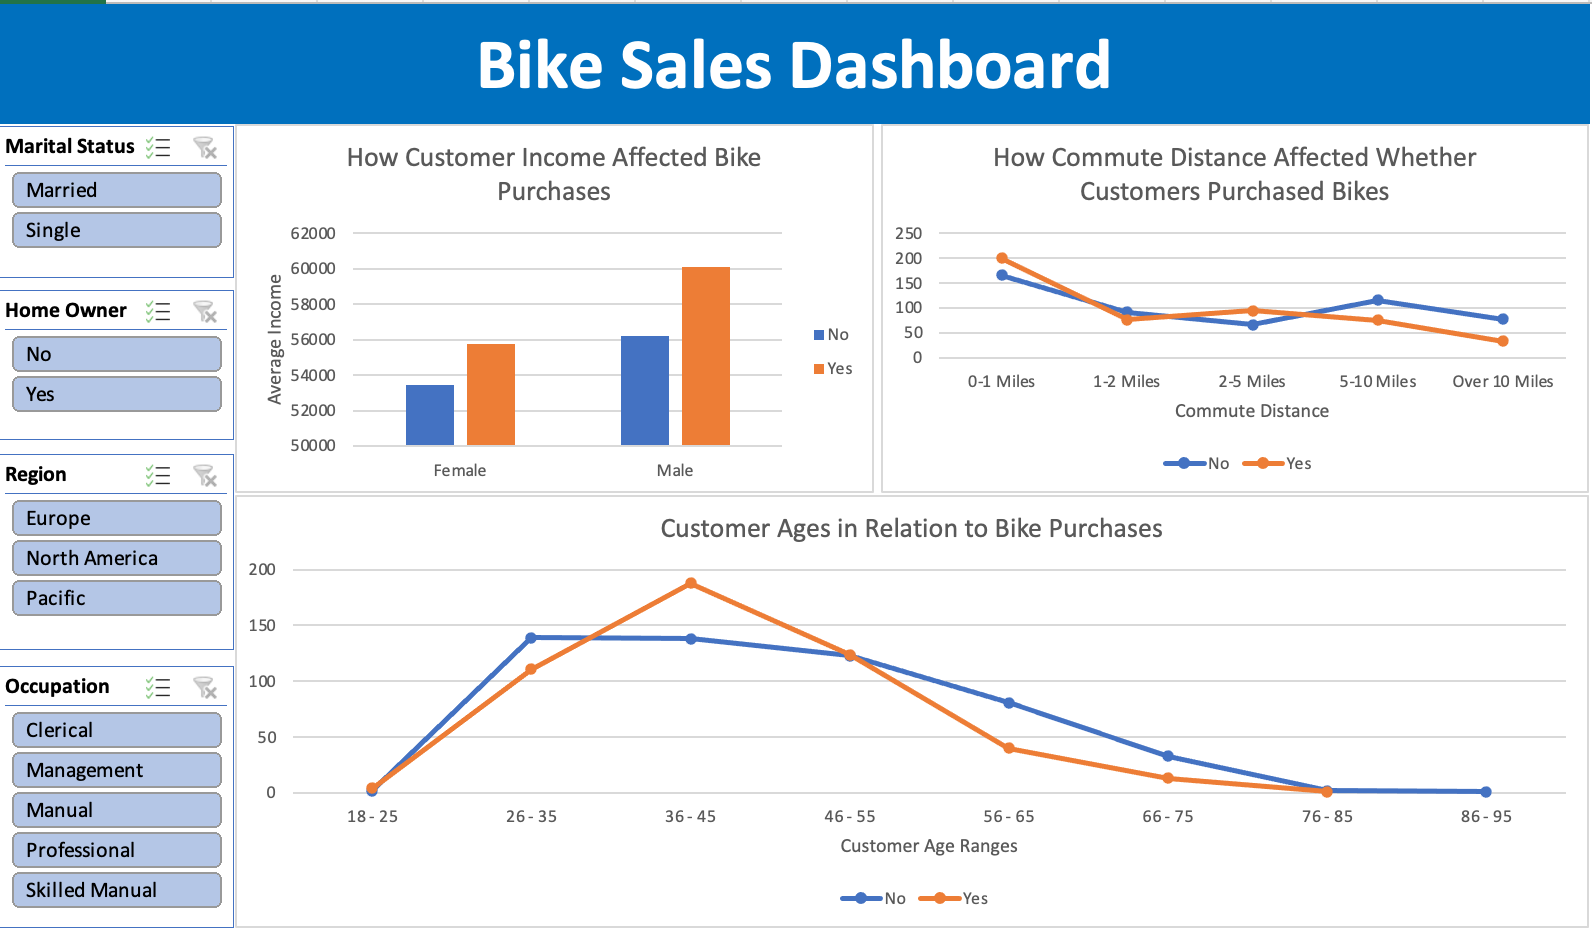 Bike Sales Dashboard
Marital Status
Married
Single
Home Owner
No
Yes
Region
Europe
North America
Pacific
Occupation
Clerical
Management
Manual
Professional
Skilled Manual
How Customer Income Affected Bike
Purchases
Average Income
62000
60000
58000
56000
54000
52000
50000
Female Male
No
Yes
How Commute Distance Affected Whether
Customers Purchased Bikes
250
200
150
100
50
0
0-1 Miles 1-2 Miles 2-5 Miles 5-10 Miles Over 10 Miles
Commute Distance
No Yes
Customer Ages in Relation to Bike Purchases
200
150
100
50
0
18 - 25 26 - 35 36 - 45 46 - 55 56 - 65 66 - 75 76 - 85 86 - 95
Customer Age Ranges
No Yes